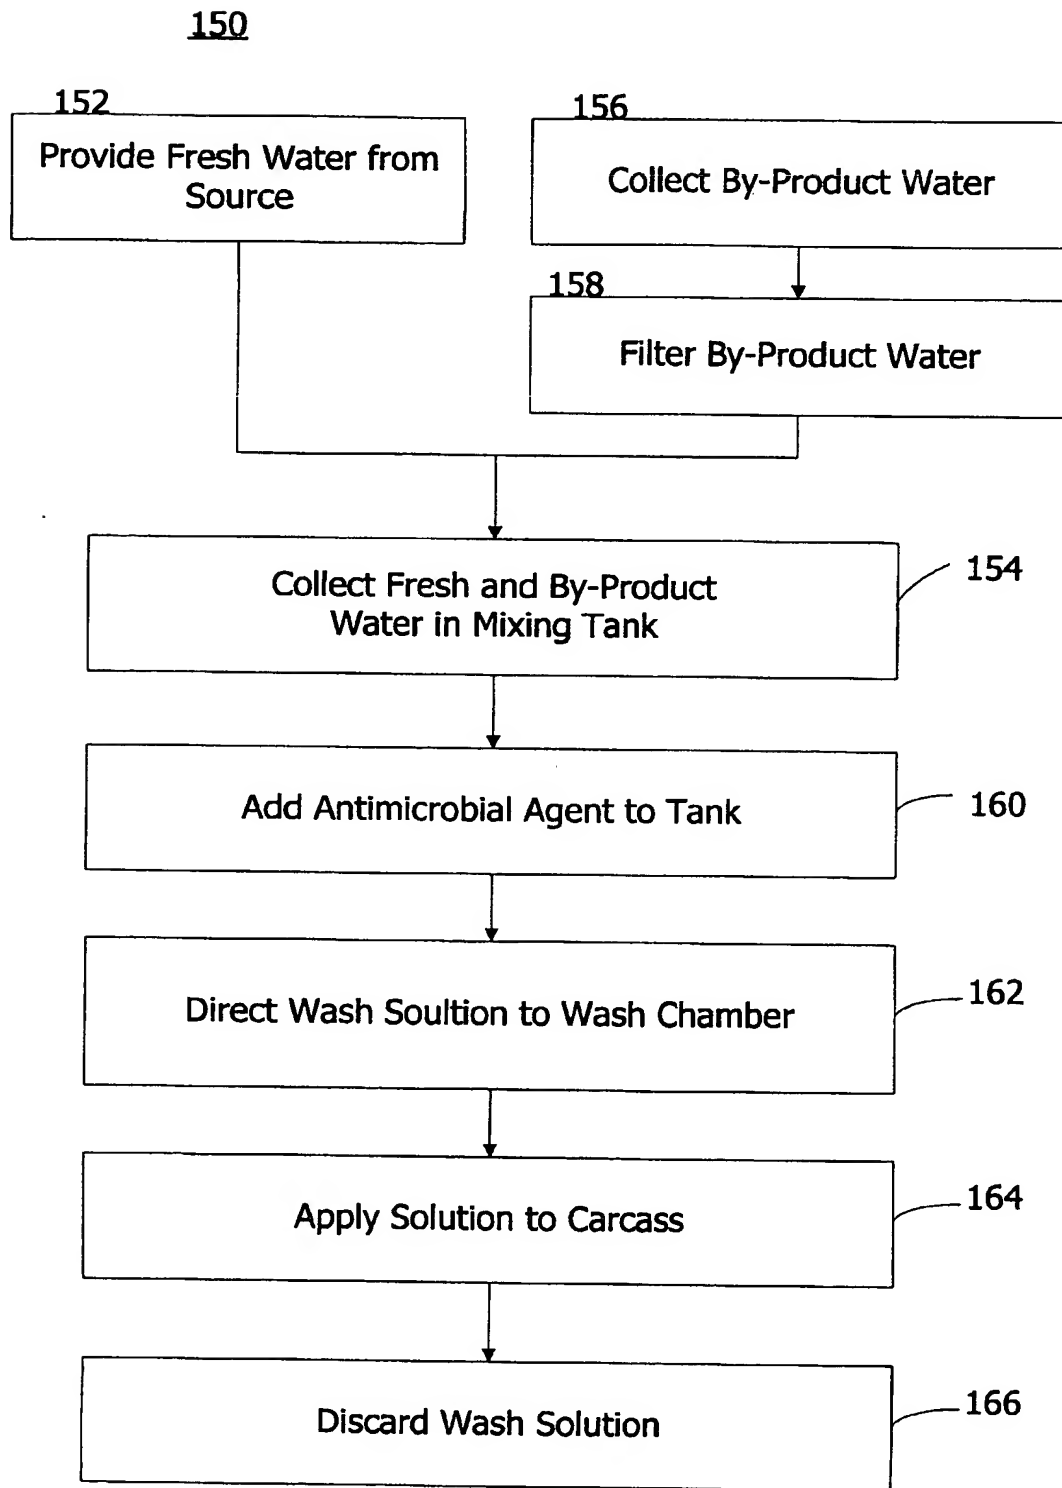 150
152
Provide Fresh Water from
Source
156
Collect By-Product Water
158
Filter By-Product Water
Collect Fresh and By-Product
Water in Mixing Tank
154
Add Antimicrobial Agent to Tank
160
Direct Wash Soultion to Wash Chamber
162
Apply Solution to Carcass
164
Discard Wash Solution
166